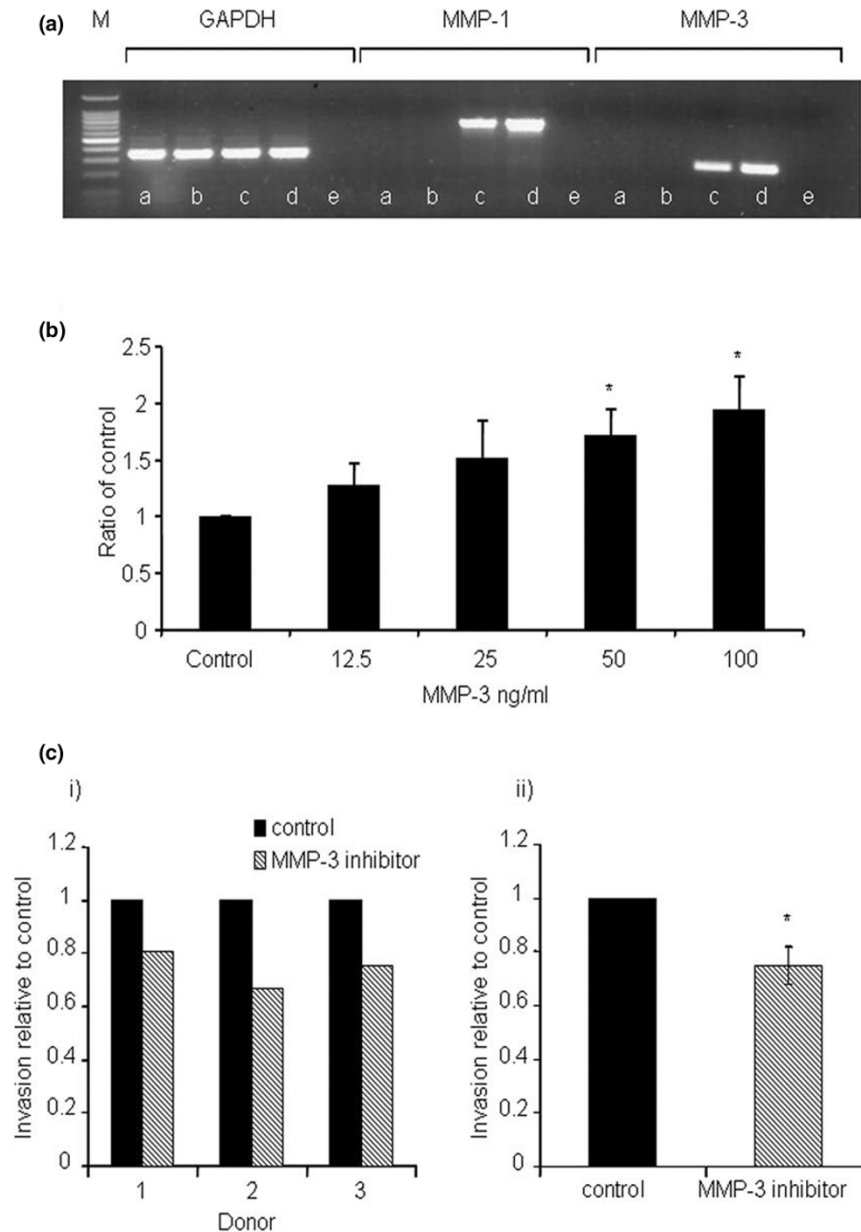 (a)
M GAPDH MMP-1 MMP-3
a b c d e a b c d e a b c d e
(b)
2.5
2
1.5
1
0.5
0
Ratio of control
*
*
Control 12.5 25 50 100
MMP-3 ng/ml
(c)
i)
control
MMP-3 inhibitor
1.2
1
0.8
0.6
0.4
0.2
0
Invasion relative to control
1 2 3
Donor
ii)
1.2
1
0.8
0.6
0.4
0.2
0
Invasion relative to control
*
control MMP-3 inhibitor